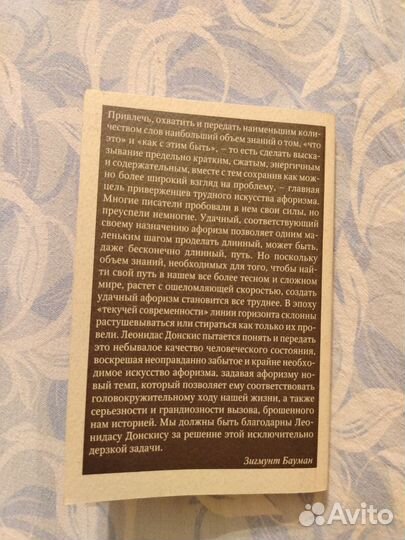 Привлечь, охватить и передать наименьшим коли-
чеством слов наибольший объем знаний о том, «что
это» и «как с этим быть», – то есть сделать выска-
зывание предельно кратким, сжатым, энергичным
и содержательным, вместе с тем сохранив как мож-
но более широкий взгляд на проблему, – главная
цель приверженцев трудного искусства афоризма.
Многие писатели пробовали в нем свои силы, но
преуспели немногие. Удачный, соответствующий
своему назначению афоризм позволяет одним ма-
леньким шагом проделать длинный, может быть,
даже бесконечно длинный, путь. Но поскольку
объем знаний, необходимых для того, чтобы най-
ти свой путь в нашем все более тесном и сложном
мире, растет с ошеломляющей скоростью, создать
удачный афоризм становится все труднее. В эпоху
«текучей современности» линии горизонта склонны
растушевываться или стираться как только их про-
вели. Леонидас Донскис пытается понять и передать
это небывалое качество человеческого состояния,
воскрешая неоправданно забытое и крайне необхо-
димое искусство афоризма, задавая афоризму но-
вый темп, который позволяет ему соответствовать
головокружительному ходу нашей жизни, а также
серьезности и грандиозности вызова, брошенного
нам историей. Мы должны быть благодарны Лео-
нидасу Донскису за решение этой исключительно
дерзкой задачи.
Зигмунт Бауман
Avito